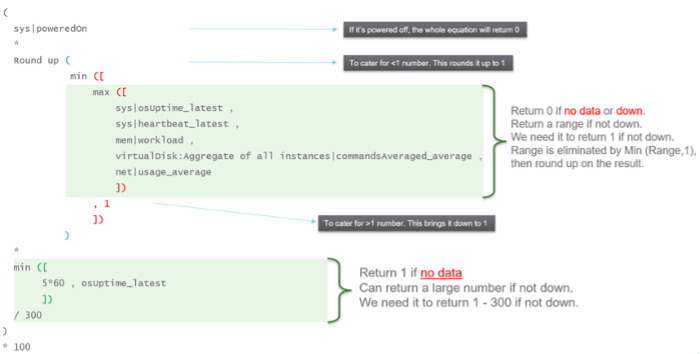 (
sys|poweredOn
If it's powered off, the whole equation will return 0
*
Round up (
To cater for <1 number. This rounds it up to 1
min ([
max ([
sys|osUptime_latest ,
sys|heartbeat_latest ,
mem|workload ,
virtualDisk:Aggregate of all instances|commandsAveraged_average ,
net|usage_average
])
Return 0 if no data or down.
Return a range if not down.
We need it to return 1 if not down.
Range is eliminated by Min (Range,1),
then round up on the result.
, 1
])
To cater for >1 number. This brings it down to 1
)
*
min ([
5*60 , osUptime_latest
])
/ 300
Return 1 if no data
Can return a large number if not down.
We need it to return 1 - 300 if not down.
)
* 100